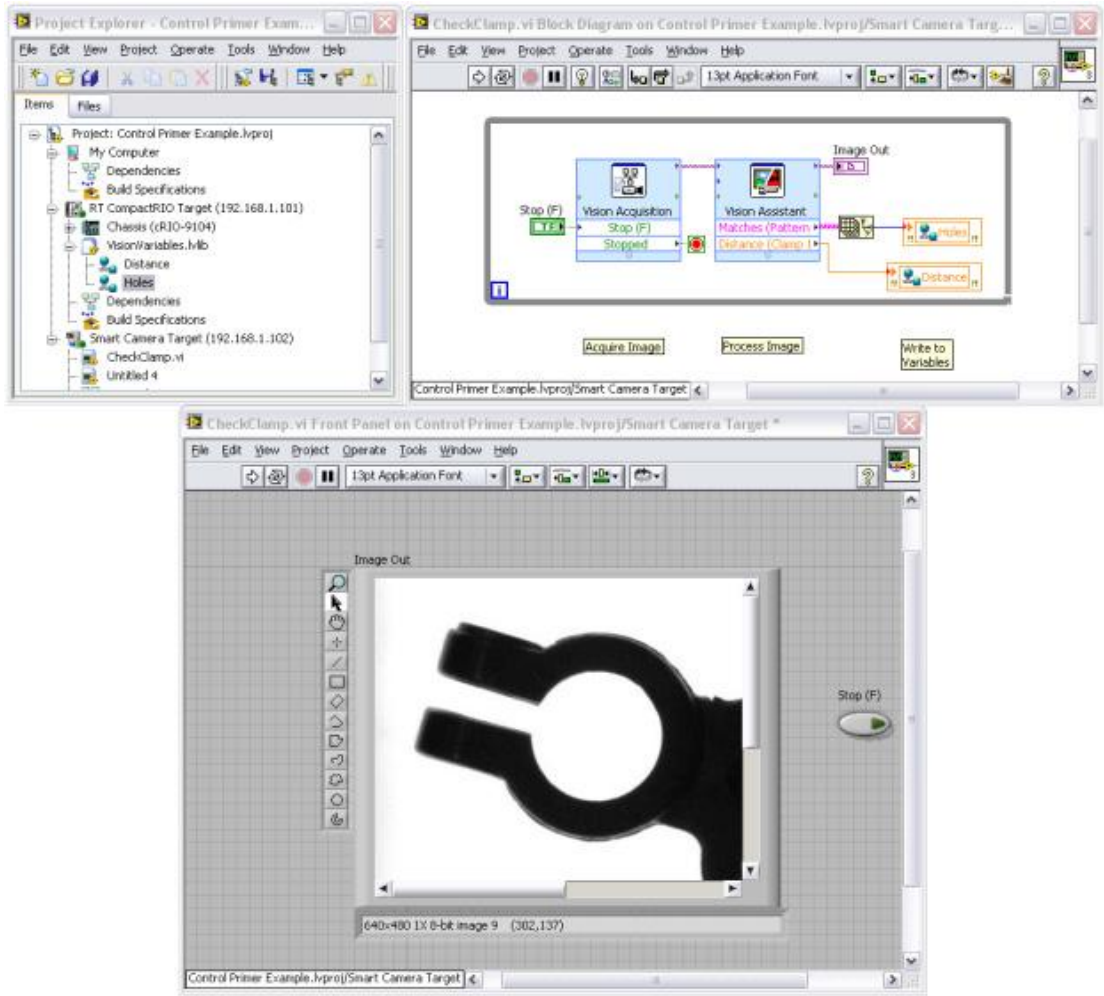 Project Explorer - Control Primer Exam...
File Edit View Project Operate Tools Window Help
Items Files
Project: Control Primer Example.lvproj
My Computer
Dependencies
Build Specifications
RT CompactRIO Target (192.168.1.101)
Chassis (cRIO-9104)
VisionVariables.lvlib
Distance
Holes
Dependencies
Build Specifications
Smart Camera Target (192.168.1.102)
CheckClamp.vi
Untitled 4
CheckClamp.vi Block Diagram on Control Primer Example.lvproj/Smart Camera Targ...
File Edit View Project Operate Tools Window Help
13pt Application Font
Image Out
Stop (F)
TF
Vision Acquisition
Stop (F)
Stopped
Vision Assistant
Matches (Pattern
Distance (Clamp
Holes
Distance
i
Acquire Image
Process Image
Write to
Variables
Control Primer Example.lvproj/Smart Camera Target
CheckClamp.vi Front Panel on Control Primer Example.lvproj/Smart Camera Target *
File Edit View Project Operate Tools Window Help
13pt Application Font
Image Out
Stop (F)
640x480 1X 8-bit image 9 (302,137)
Control Primer Example.lvproj/Smart Camera Target